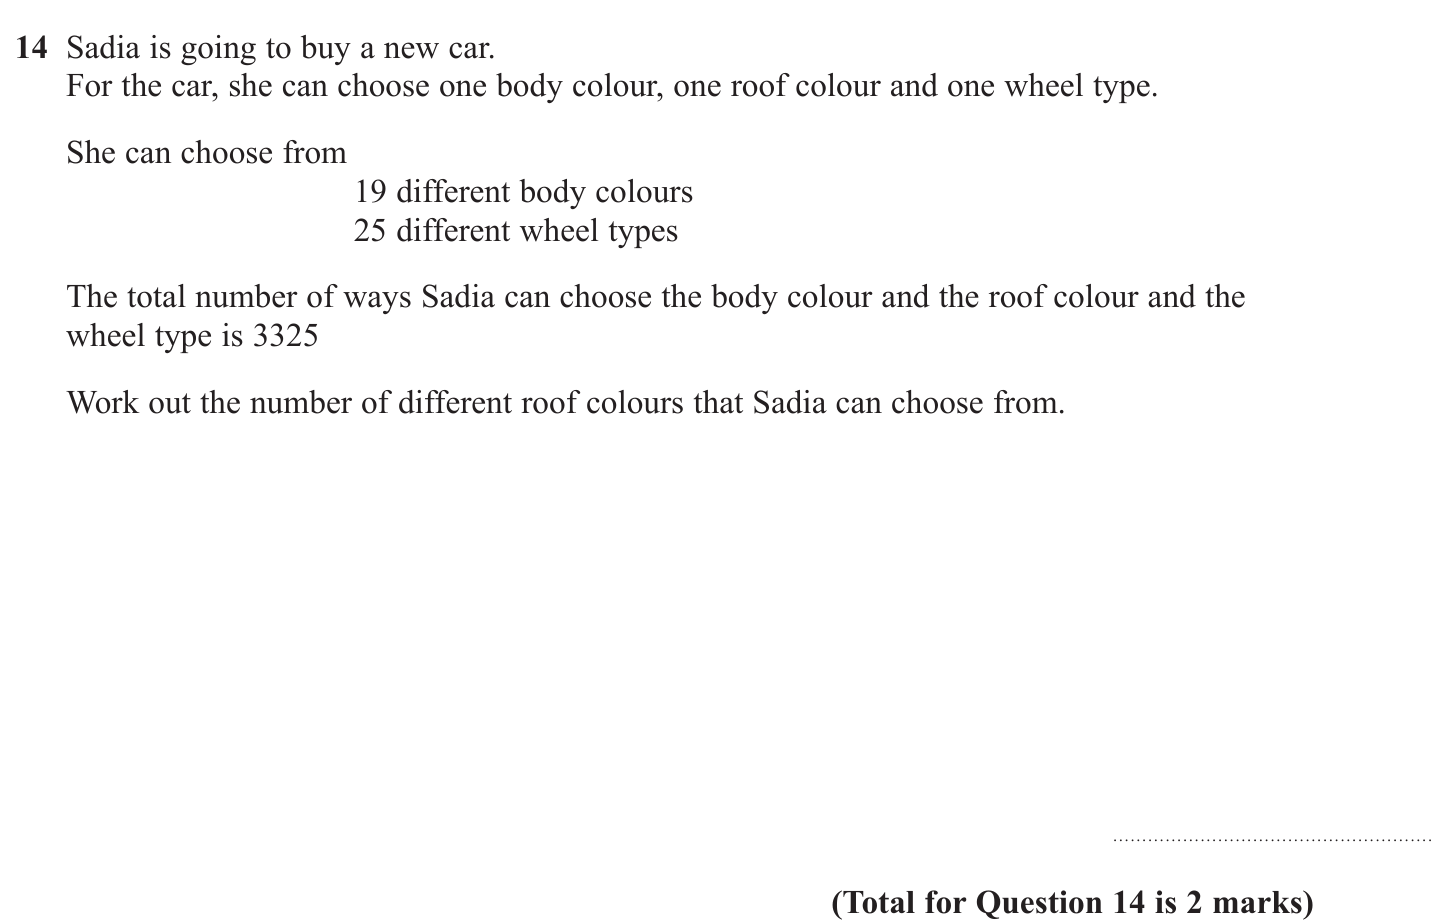 14 Sadia is going to buy a new car.
For the car, she can choose one body colour, one roof colour and one wheel type.
She can choose from
19 different body colours
25 different wheel types
The total number of ways Sadia can choose the body colour and the roof colour and the
wheel type is 3325
Work out the number of different roof colours that Sadia can choose from.
(Total for Question 14 is 2 marks)